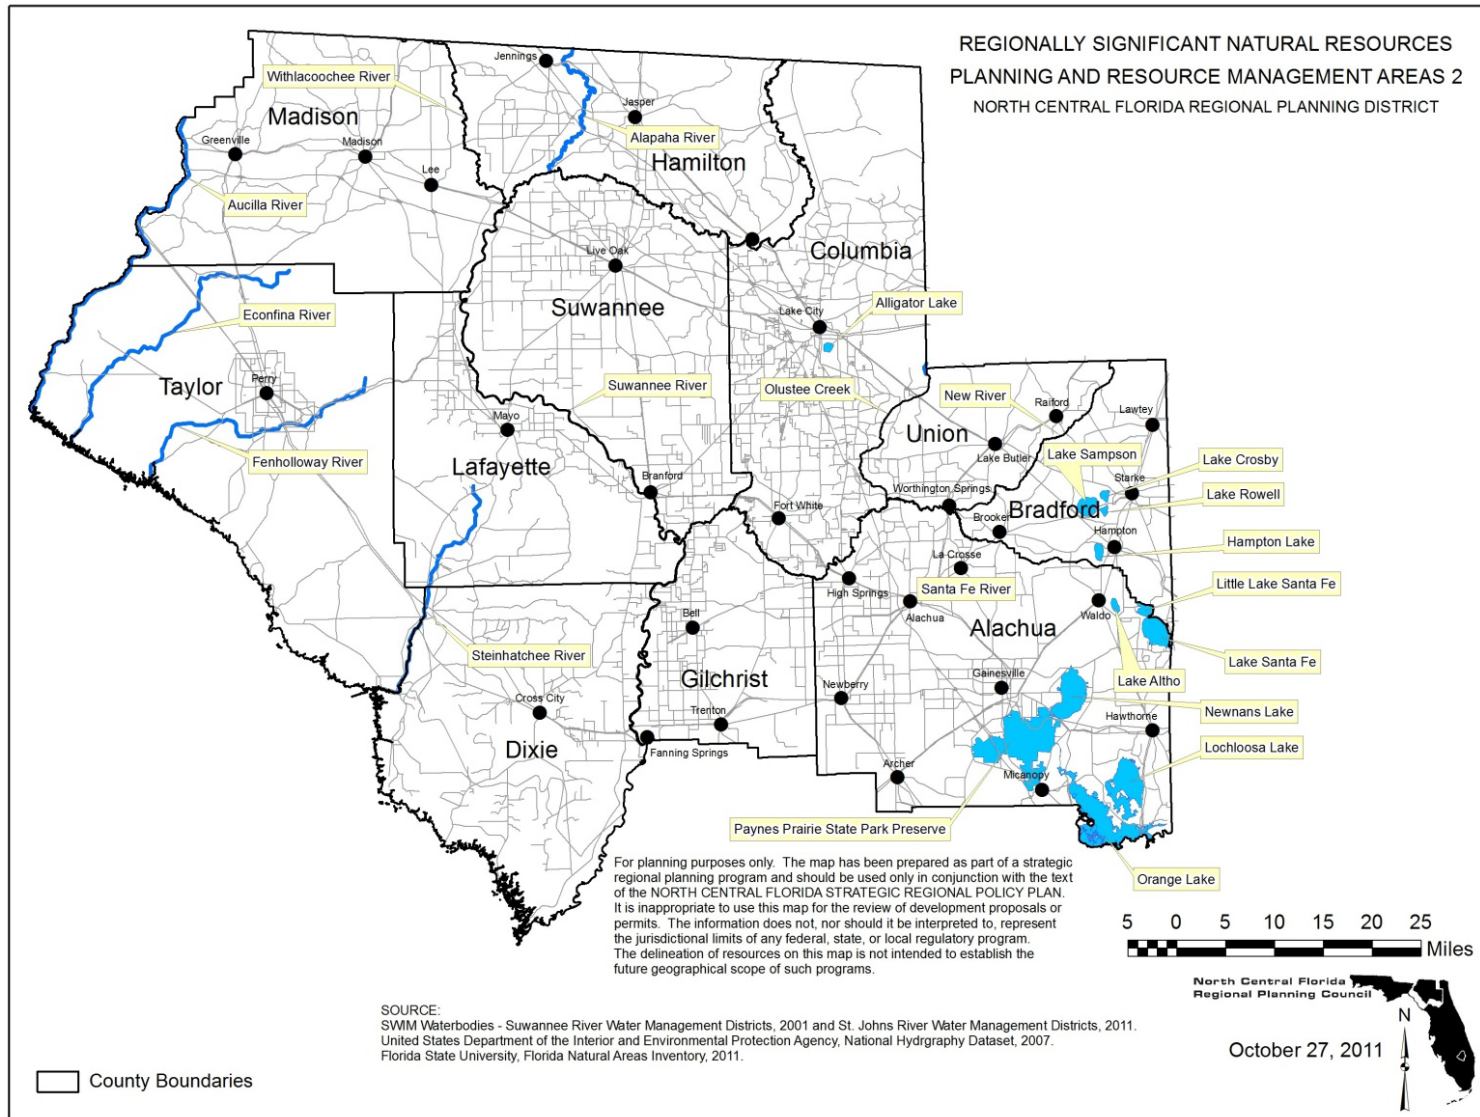 REGIONALLY SIGNIFICANT NATURAL RESOURCES
PLANNING AND RESOURCE MANAGEMENT AREAS 2
NORTH CENTRAL FLORIDA REGIONAL PLANNING DISTRICT
Jennings
Withlacoochee River
Jasper
Madison
Alapaha River
Greenville
Madison
Hamilton
Lee
Aucilla River
Columbia
Live Oak
Suwannee
Alligator Lake
Lake City
Econfina River
Taylor
Perry
Suwannee River
Olustee Creek
New River
Raiford
Lawtey
Mayo
Union
Lake Butler
Lake Sampson
Lake Crosby
Fenholloway River
Lafayette
Branford
Starke
Lake Rowell
Worthington Springs
Fort White
Bradford
Brooker
Hampton
Hampton Lake
La Crosse
Little Lake Santa Fe
High Springs
Santa Fe River
Alachua
Waldo
Bell
Alachua
Steinhatchee River
Lake Santa Fe
Gilchrist
Gainesville
Lake Altho
Newberry
Cross City
Trenton
Newnans Lake
Hawthorne
Dixie
Fanning Springs
Lochloosa Lake
Archer
Micanopy
Paynes Prairie State Park Preserve
Orange Lake
For planning purposes only. The map has been prepared as part of a strategic
regional planning program and should be used only in conjunction with the text
of the NORTH CENTRAL FLORIDA STRATEGIC REGIONAL POLICY PLAN.
It is inappropriate to use this map for the review of development proposals or
permits. The information does not, nor should it be interpreted to, represent
the jurisdictional limits of any federal, state, or local regulatory program.
The delineation of resources on this map is not intended to establish the
future geographical scope of such programs.
5 0 5 10 15 20 25
Miles
North Central Florida
Regional Planning Council
N
October 27, 2011
SOURCE:
SWIM Waterbodies - Suwannee River Water Management Districts, 2001 and St. Johns River Water Management Districts, 2011.
United States Department of the Interior and Environmental Protection Agency, National Hydrgraphy Dataset, 2007.
Florida State University, Florida Natural Areas Inventory, 2011.
County Boundaries